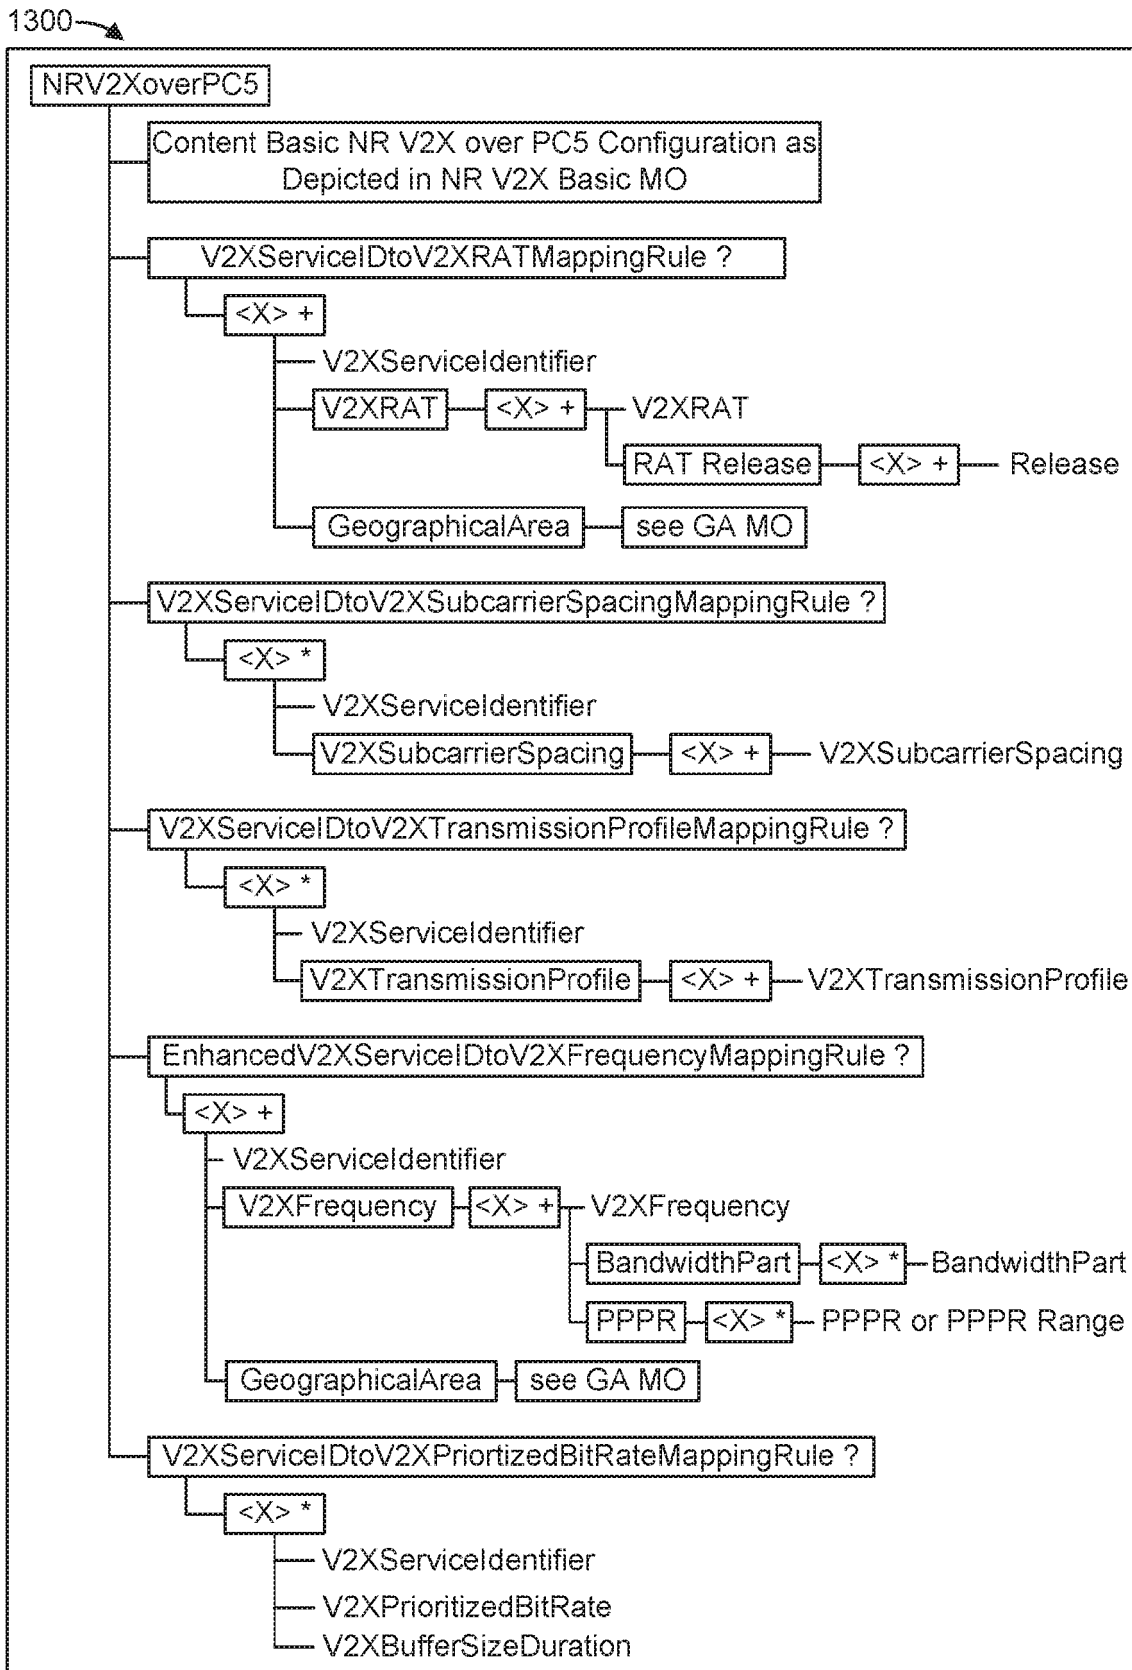 1300
NRV2XoverPC5
Content Basic NR V2X over PC5 Configuration as
Depicted in NR V2X Basic MO
V2XServiceIDtoV2XRATMappingRule ?
<X> +
V2XServiceIdentifier
V2XRAT <X> + V2XRAT
RAT Release <X> + Release
GeographicalArea see GA MO
V2XServiceIDtoV2XSubcarrierSpacingMappingRule ?
<X> *
V2XServiceIdentifier
V2XSubcarrierSpacing <X> + V2XSubcarrierSpacing
V2XServiceIDtoV2XTransmissionProfileMappingRule ?
<X> *
V2XServiceIdentifier
V2XTransmissionProfile <X> + V2XTransmissionProfile
EnhancedV2XServiceIDtoV2XFrequencyMappingRule ?
<X> +
V2XServiceIdentifier
V2XFrequency <X> + V2XFrequency
BandwidthPart <X> * BandwidthPart
PPPR <X> * PPPR or PPPR Range
GeographicalArea see GA MO
V2XServiceIDtoV2XPriortizedBitRateMappingRule ?
<X> *
V2XServiceIdentifier
V2XPrioritizedBitRate
V2XBufferSizeDuration